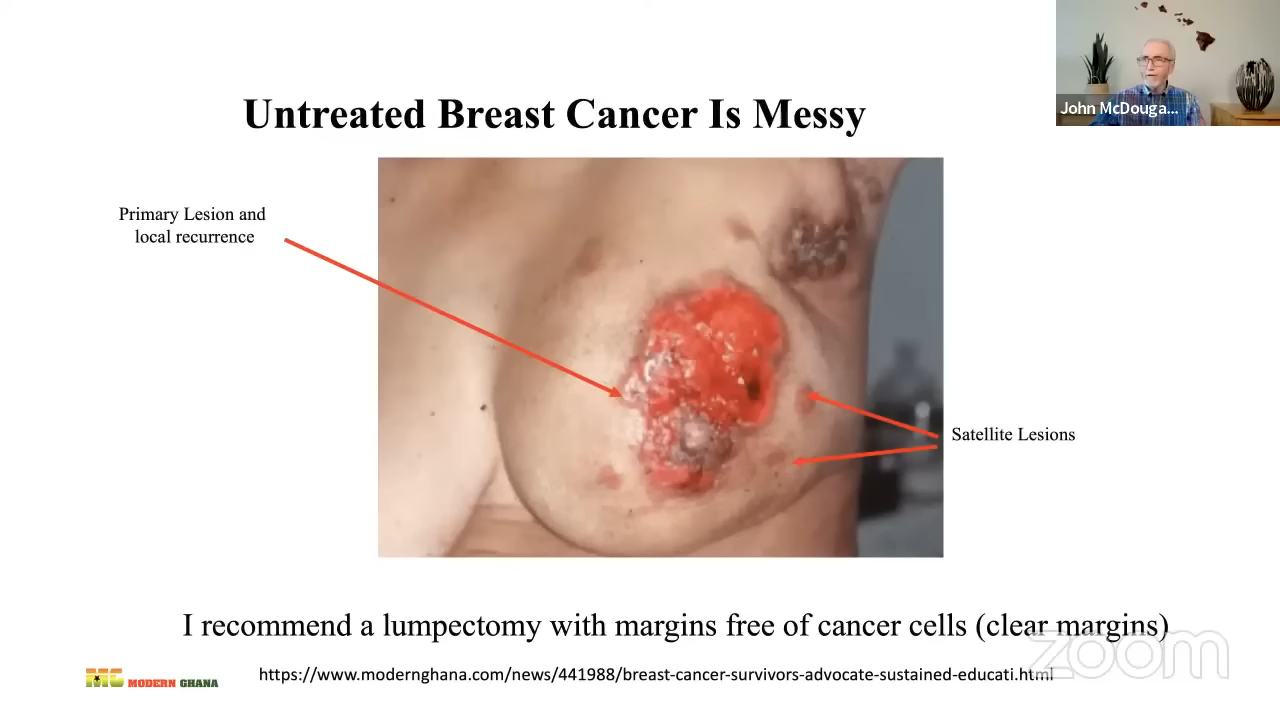 John McDouga...
Untreated Breast Cancer Is Messy
Primary Lesion and
local recurrence
Satellite Lesions
I recommend a lumpectomy with margins free of cancer cells (clear margins)
zoom
MG MODERN GHANA
https://www.modernghana.com/news/441988/breast-cancer-survivors-advocate-sustained-educati.html